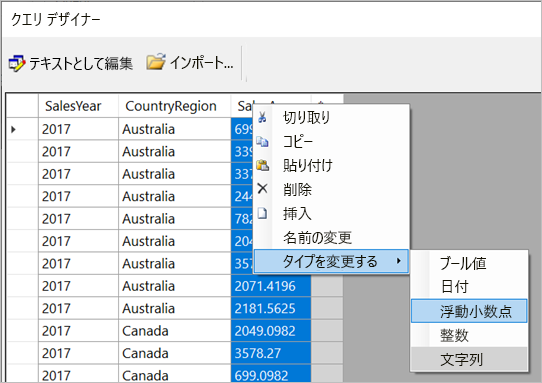 クエリ デザイナー
テキストとして編集 インポート...
SalesYear CountryRegion
2017 Australia 699
2017 Australia 339
2017 Australia 337
2017 Australia 244
2017 Australia 782
2017 Australia 204
2017 Australia 357
2017 Australia 2071.4196
2017 Australia 2181.5625
2017 Canada 2049.0982
2017 Canada 3578.27
2017 Canada 699.0982
切り取り
コピー
貼り付け
削除
挿入
名前の変更
タイプを変更する
ブール値
日付
浮動小数点
整数
文字列